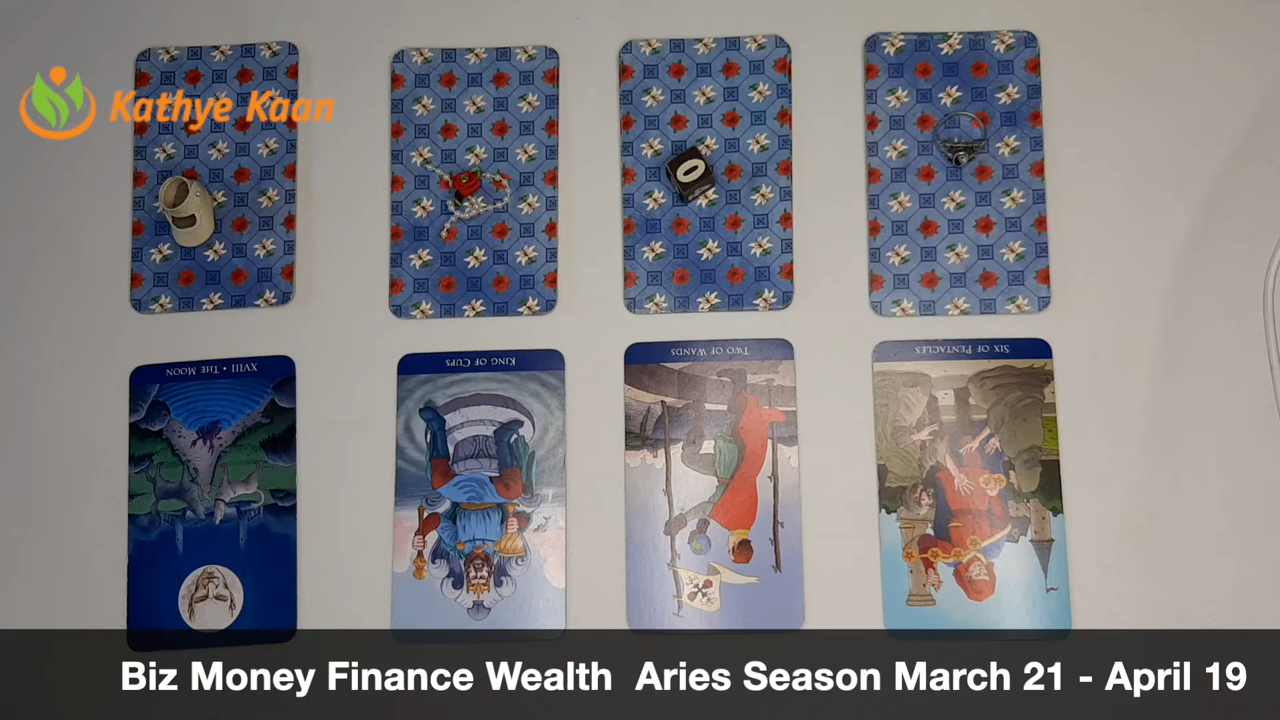 Kathye Kaan
XVIII • THE MOON
KING OF CUPS
TWO OF WANDS
SIX OF PENTACLES
0
Biz Money Finance Wealth  Aries Season March 21 - April 19